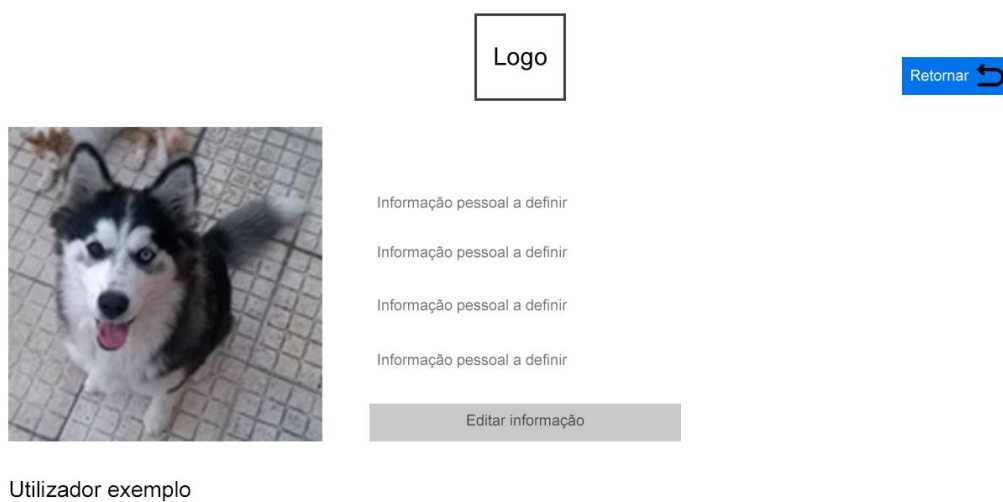 Logo
Retornar
Informação pessoal a definir
Informação pessoal a definir
Informação pessoal a definir
Informação pessoal a definir
Editar informação
Utilizador exemplo